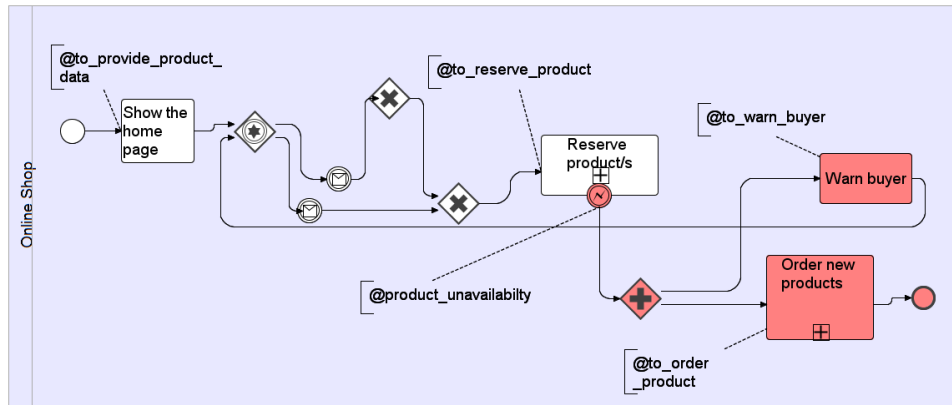 @to_provide_product_
data
Show the
home
page
@to_reserve_product
Reserve
product/s
@to_warn_buyer
Warn buyer
Online Shop
@product_unavailabilty
Order new
products
@to_order
_product